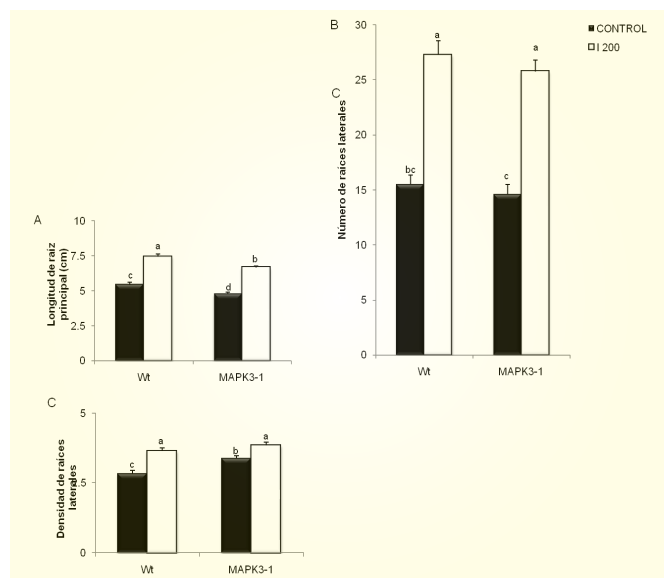 B
30
25
20
15
10
5
0
C
Número de raices laterales
a
a
bc
c
Wt
MAPK3-1
CONTROL
I 200
A
10
7.5
5
2.5
0
Longitud de raiz
principal (cm)
c
a
d
b
Wt
MAPK3-1
C
5
2.5
0
Densidad de raices
laterales
c
a
b
a
Wt
MAPK3-1